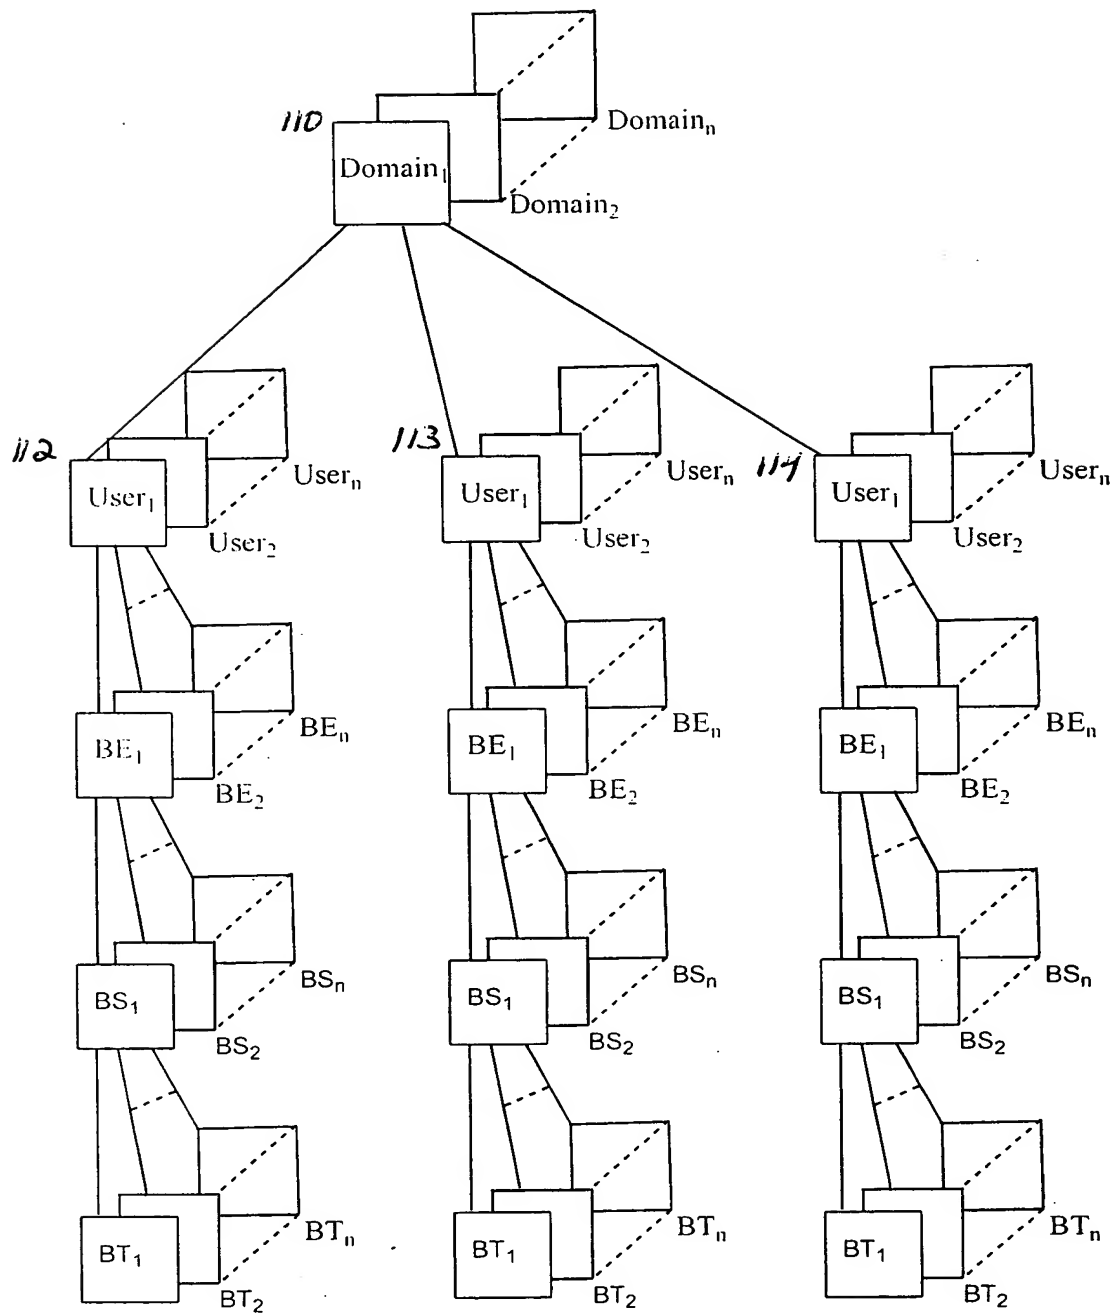 110
Domainₙ
Domain₁
Domain₂
112
113
114
Userₙ
Userₙ
Userₙ
User₁
User₁
User₁
User₂
User₂
User₂
BEₙ
BEₙ
BEₙ
BE₁
BE₁
BE₁
BE₂
BE₂
BE₂
BSₙ
BSₙ
BSₙ
BS₁
BS₁
BS₁
BS₂
BS₂
BS₂
BTₙ
BTₙ
BTₙ
BT₁
BT₁
BT₁
BT₂
BT₂
BT₂